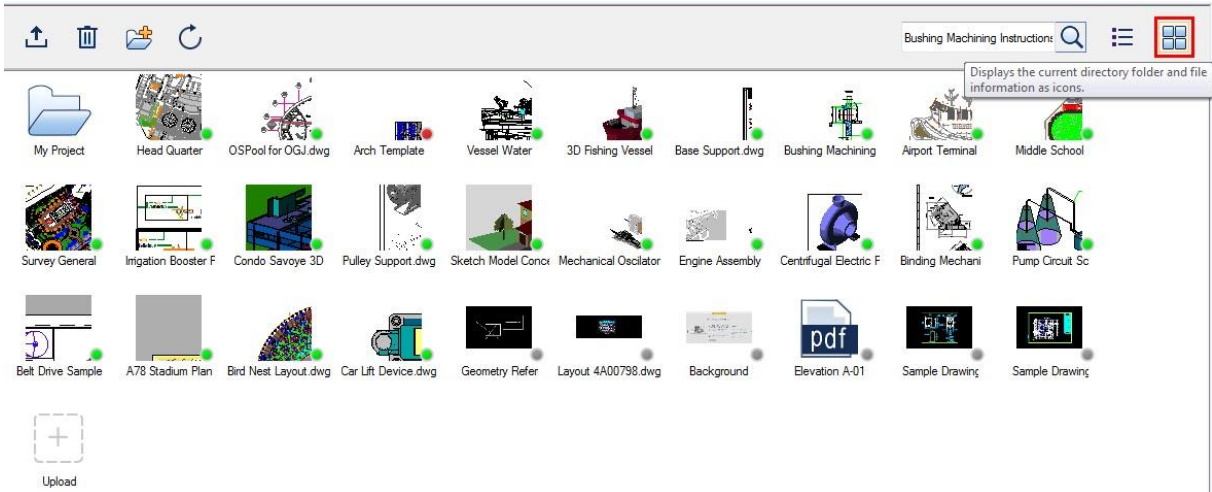 Bushing Machining Instructions
Displays the current directory folder and file
information as icons.
My Project
Head Quarter
OSPool for OGJ.dwg
Arch Template
Vessel Water
3D Fishing Vessel
Base Support.dwg
Bushing Machining
Airport Terminal
Middle School
Survey General
Irrigation Booster F
Condo Savoye 3D
Pulley Support.dwg
Sketch Model Conce
Mechanical Oscilator
Engine Assembly
Centrifugal Electric F
Binding Mechani
Pump Circuit Sc
Belt Drive Sample
A78 Stadium Plan
Bird Nest Layout.dwg
Car Lift Device.dwg
Geometry Refer
Layout 4A00798.dwg
Background
pdf
Elevation A-01
Sample Drawing
Sample Drawing
Upload